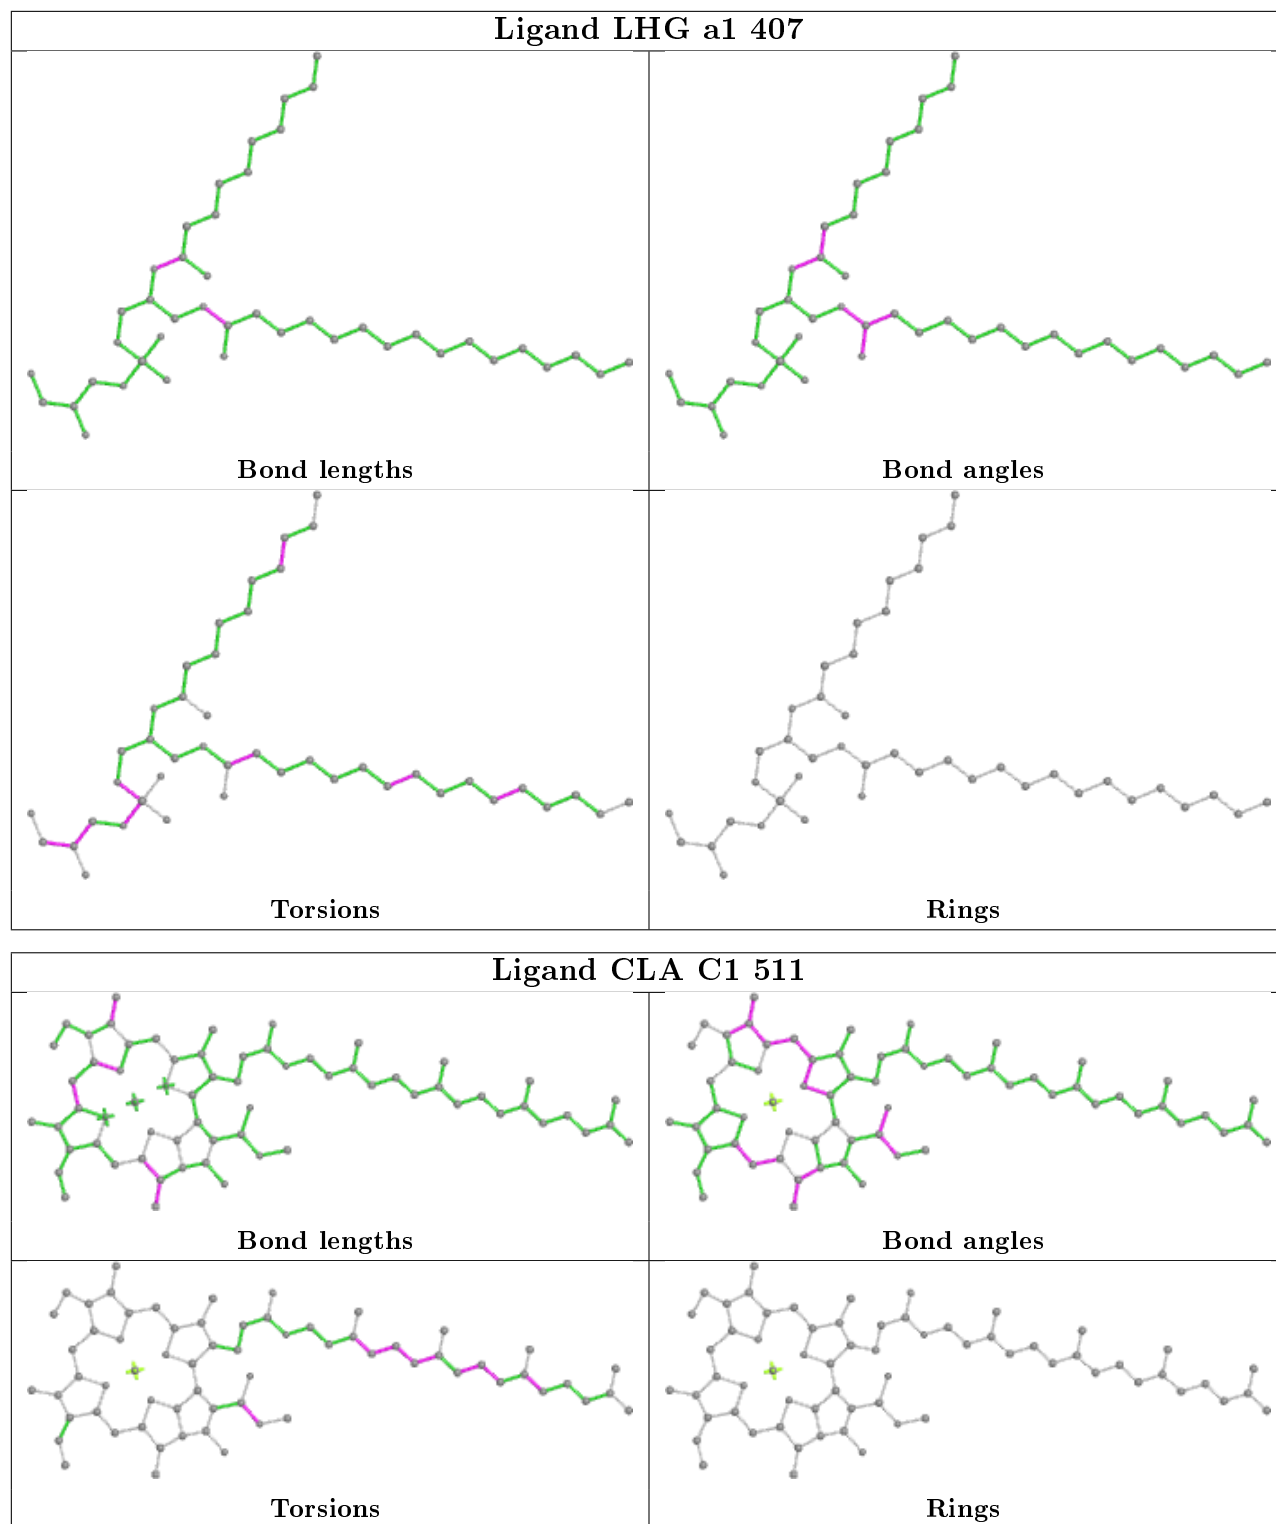 Ligand LHG a1 407
Bond lengths
Bond angles
Torsions
Rings
Ligand CLA C1 511
Bond lengths
Bond angles
Torsions
Rings